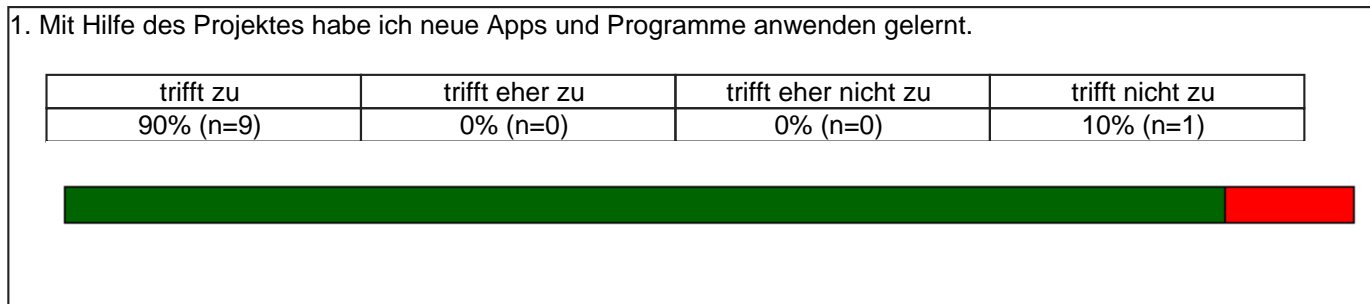 1. Mit Hilfe des Projektes habe ich neue Apps und Programme anwenden gelernt.
trifft zu trifft eher zu trifft eher nicht zu trifft nicht zu
90% (n=9) 0% (n=0) 0% (n=0) 10% (n=1)